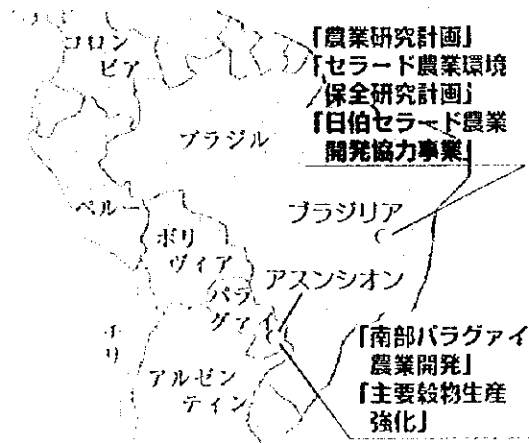 「農業研究計画」
「セラード農業環境
保全研究計画」
「日伯セラード農業
開発協力事業」
コロン
ビア
ブラジル
ペルー
ブラジリア
ボリ
ヴィア
アスンシオン
パラ
グァイ
チリ
アルゼン
ティン
「南部パラグァイ
農業開発」
「主要穀物生産
強化」